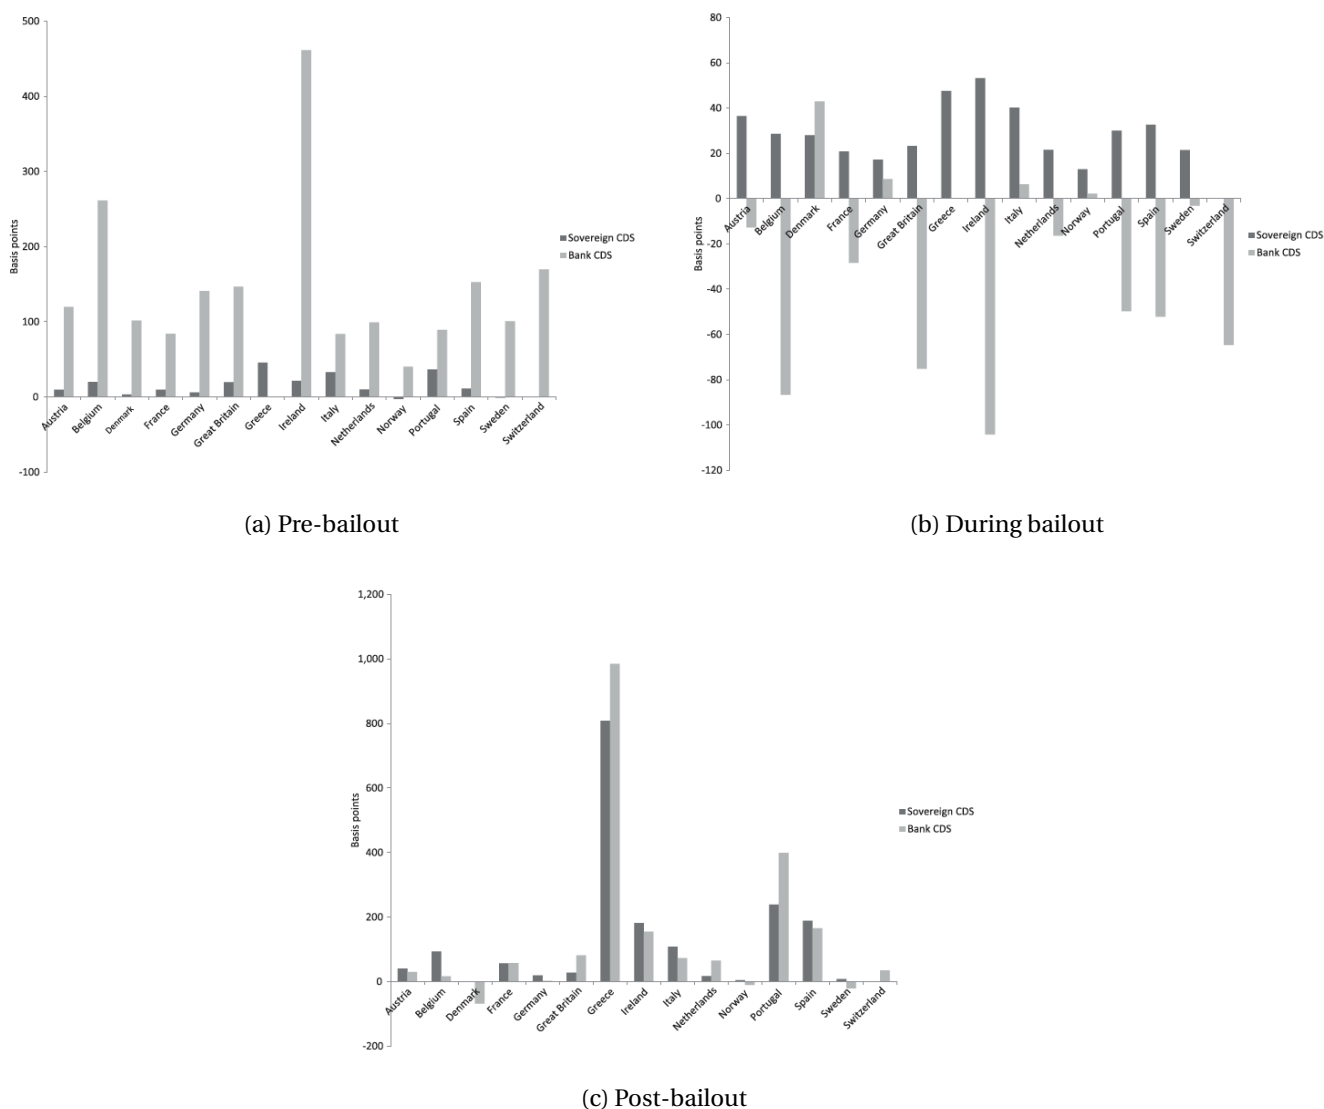 500
400
300
200
100
0
-100
Basis points
Austria
Belgium
Denmark
France
Germany
Great Britain
Greece
Ireland
Italy
Netherlands
Norway
Portugal
Spain
Sweden
Switzerland
Sovereign CDS
Bank CDS
(a) Pre-bailout
80
60
40
20
0
-20
-40
-60
-80
-100
-120
Basis points
Austria
Belgium
Denmark
France
Germany
Great Britain
Greece
Ireland
Italy
Netherlands
Norway
Portugal
Spain
Sweden
Switzerland
Sovereign CDS
Bank CDS
(b) During bailout
1,200
1,000
800
600
400
200
0
-200
Basis points
Austria
Belgium
Denmark
France
Germany
Great Britain
Greece
Ireland
Italy
Netherlands
Norway
Portugal
Spain
Sweden
Switzerland
Sovereign CDS
Bank CDS
(c) Post-bailout